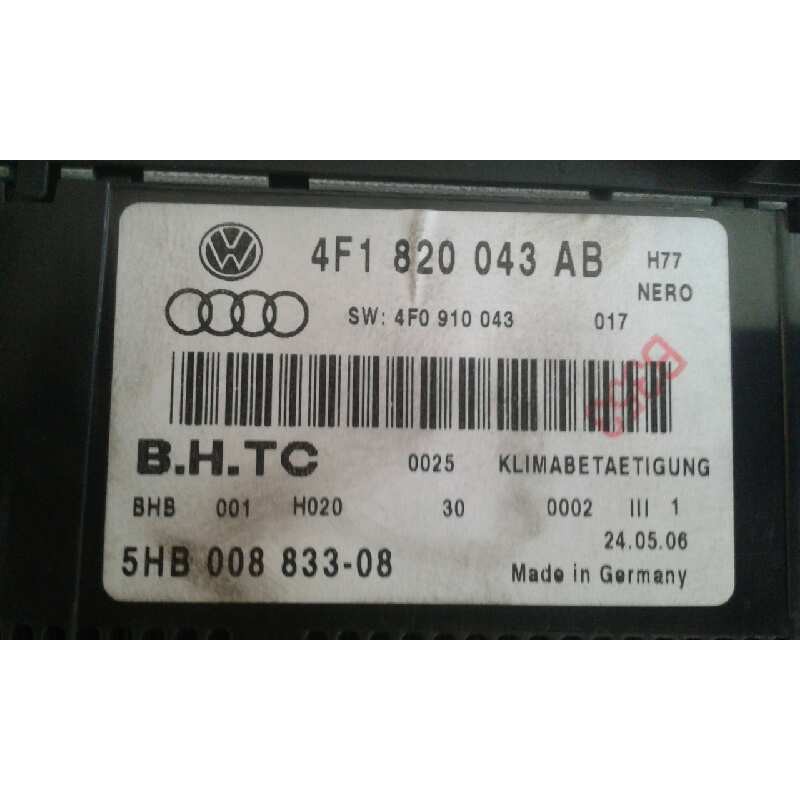 4F1 820 043 AB H77
NERO
SW: 4F0 910 043 017
B.H.TC 0025 KLIMABETAETIGUNG
BHB 001 H020 30 0002 III 1
24.05.06
5HB 008 833-08 Made in Germany